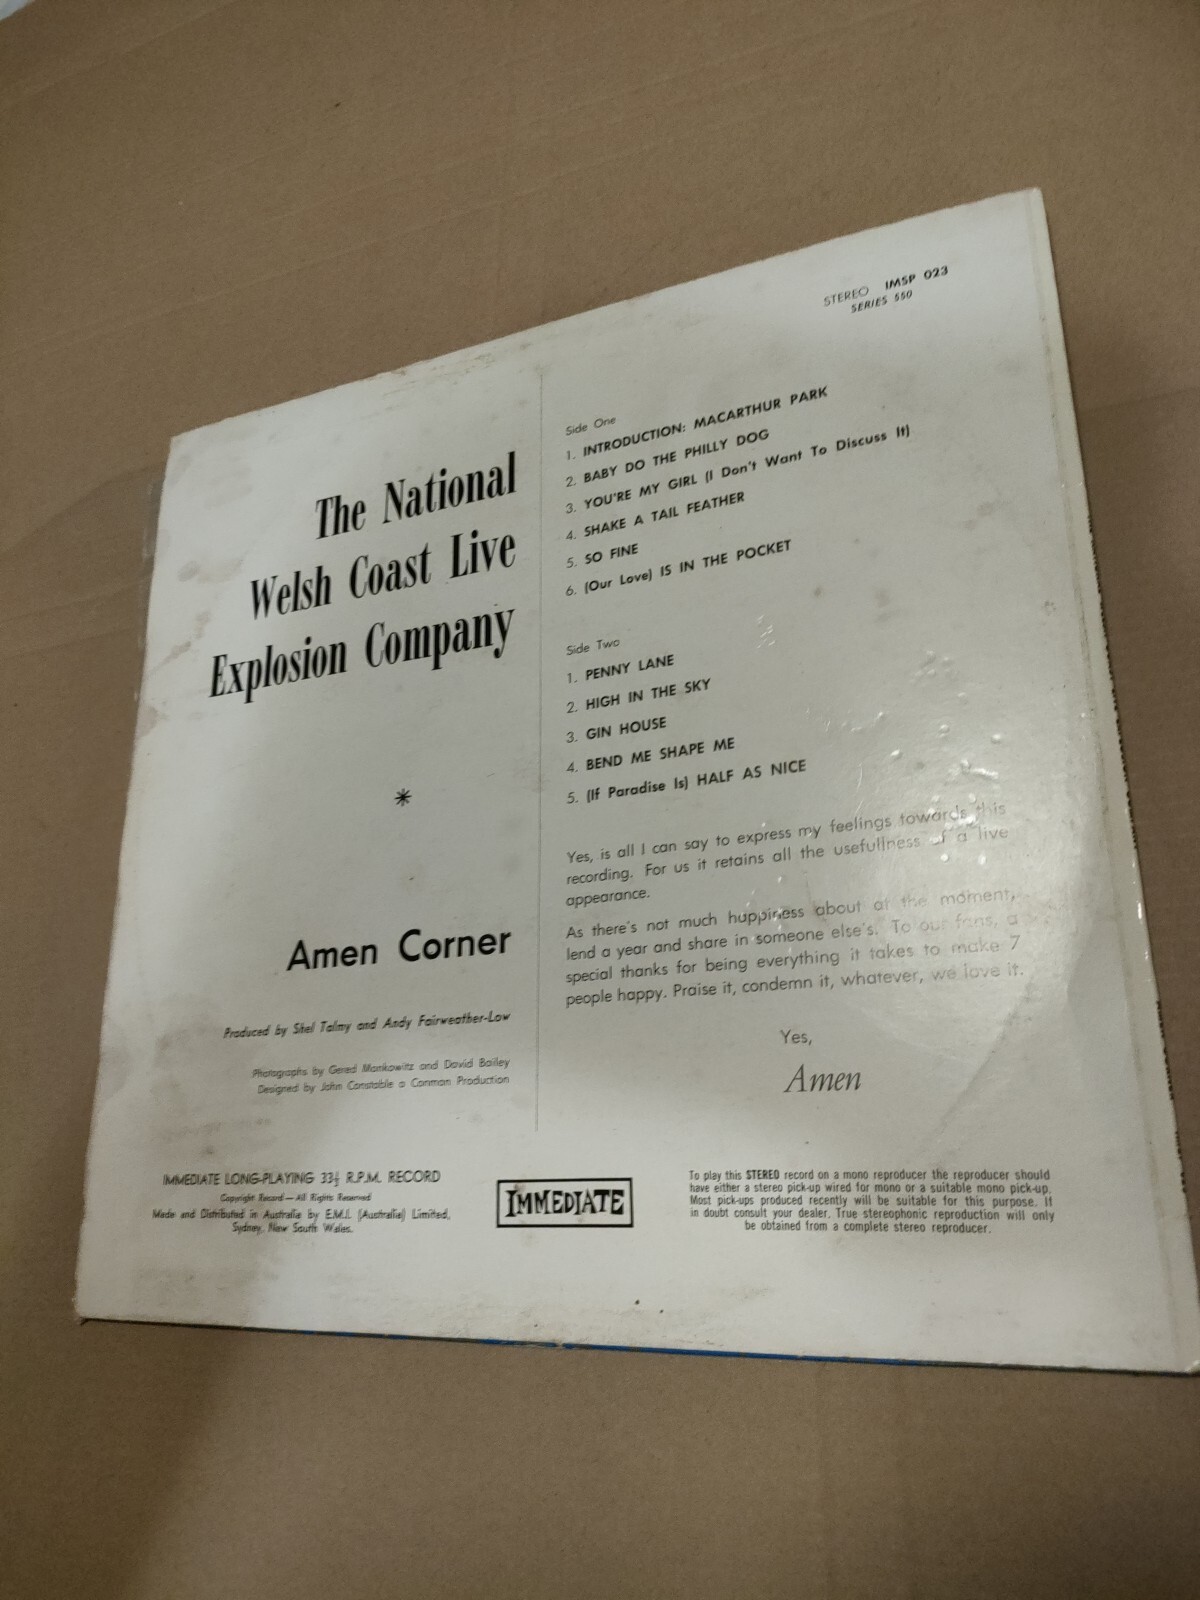 STEREO IMSP 023
SERIES 550
The National
Welsh Coast Live
Explosion Company
*
Amen Corner
Produced by Shel Talmy and Andy Fairweather-Low
Photographs by Gered Mankowitz and David Bailey
Designed by John Constable a Conman Production
Side One
1. INTRODUCTION: MACARTHUR PARK
2. BABY DO THE PHILLY DOG
3. YOU'RE MY GIRL (I Don't Want To Discuss It)
4. SHAKE A TAIL FEATHER
5. SO FINE
6. (Our Love) IS IN THE POCKET
Side Two
1. PENNY LANE
2. HIGH IN THE SKY
3. GIN HOUSE
4. BEND ME SHAPE ME
5. (If Paradise Is) HALF AS NICE
Yes, is all I can say to express my feelings towards this
recording. For us it retains all the usefullness of a live
appearance.
As there's not much huppiness about at the moment,
lend a year and share in someone else's. To our fans, a
special thanks for being everything it takes to make 7
people happy. Praise it, condemn it, whatever, we love it.
Yes,
Amen
IMMEDIATE LONG-PLAYING 33⅓ R.P.M. RECORD
Copyright Record — All Rights Reserved
Made and Distributed in Australia by E.M.I. (Australia) Limited,
Sydney, New South Wales.
IMMEDIATE
To play this STEREO record on a mono reproducer the reproducer should
have either a stereo pick-up wired for mono or a suitable mono pick-up.
Most pick-ups produced recently will be suitable for this purpose. If
in doubt consult your dealer. True stereophonic reproduction will only
be obtained from a complete stereo reproducer.